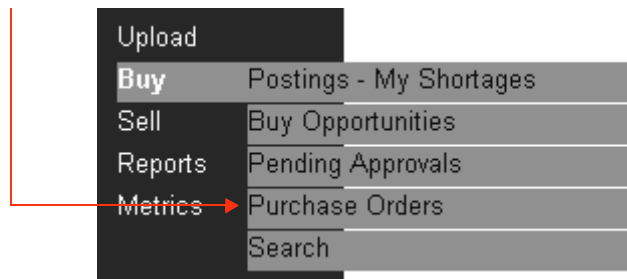 Upload
Buy Postings - My Shortages
Sell Buy Opportunities
Reports Pending Approvals
Metrics Purchase Orders
Search